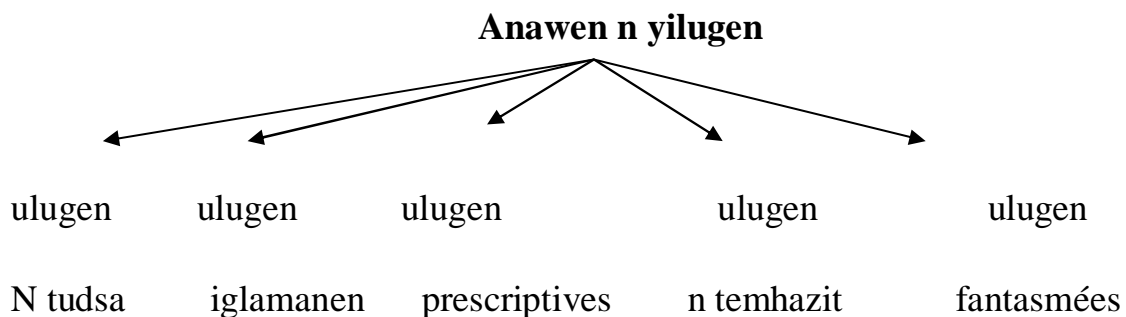 Anawen n yilugen
ulugen ulugen ulugen ulugen ulugen
N tudsa iglamanen prescriptives n temhazit fantasmées